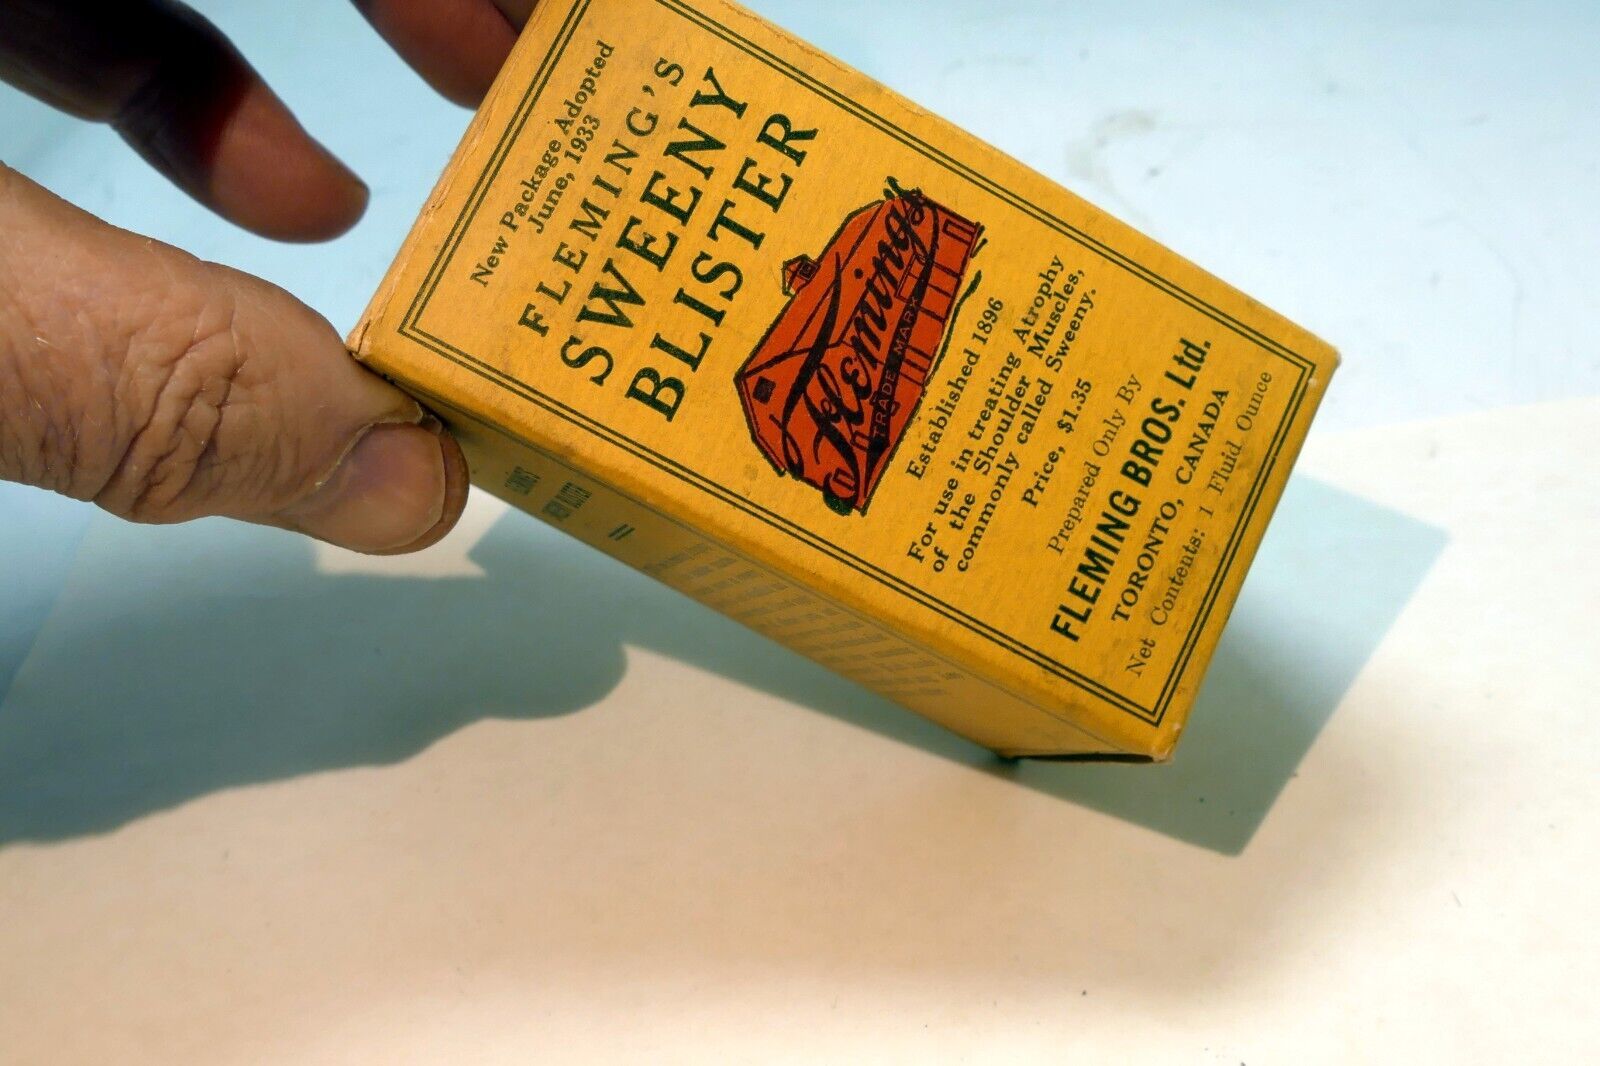 New Package Adopted
June, 1933
FLEMING'S
SWEENY
BLISTER
Fleming's
TRADE MARK
Established 1896
For use in treating Atrophy
of the Shoulder Muscles,
commonly called Sweeny.
Price, $1.35
Prepared Only By
FLEMING BROS. Ltd.
TORONTO, CANADA
Net Contents: 1 Fluid Ounce